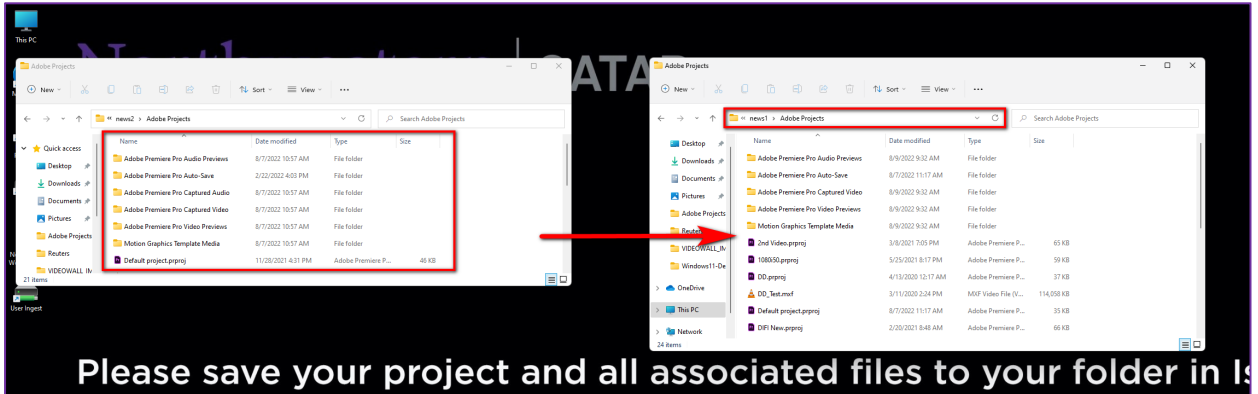 This PC
QATAR
Adobe Projects
New
Sort
View
« news2 > Adobe Projects
Search Adobe Projects
Name Date modified Type Size
Quick access
Desktop
Downloads
Documents
Pictures
Adobe Projects
Reuters
VIDEOWALL IM
Adobe Premiere Pro Audio Previews 8/7/2022 10:57 AM File folder
Adobe Premiere Pro Auto-Save 2/22/2022 4:03 PM File folder
Adobe Premiere Pro Captured Audio 8/7/2022 10:57 AM File folder
Adobe Premiere Pro Captured Video 8/7/2022 10:57 AM File folder
Adobe Premiere Pro Video Previews 8/7/2022 10:57 AM File folder
Motion Graphics Template Media 8/7/2022 10:57 AM File folder
Default project.prproj 11/28/2021 4:31 PM Adobe Premiere P... 46 KB
21 items
User Ingest
Adobe Projects
New
Sort
View
« news1 > Adobe Projects
Search Adobe Projects
Name Date modified Type Size
Desktop
Downloads
Documents
Pictures
Adobe Projects
Reuters
VIDEOWALL_IM
Windows11-De
OneDrive
This PC
Network
Adobe Premiere Pro Audio Previews 8/9/2022 9:32 AM File folder
Adobe Premiere Pro Auto-Save 8/7/2022 11:17 AM File folder
Adobe Premiere Pro Captured Video 8/9/2022 9:32 AM File folder
Adobe Premiere Pro Video Previews 8/9/2022 9:32 AM File folder
Motion Graphics Template Media 8/9/2022 9:32 AM File folder
2nd Video.prproj 3/8/2021 7:05 PM Adobe Premiere P... 65 KB
1080i50.prproj 5/25/2021 8:17 PM Adobe Premiere P... 59 KB
DD.prproj 4/13/2020 12:17 AM Adobe Premiere P... 37 KB
DD_Test.mxf 3/11/2020 2:24 PM MXF Video File (V... 114,058 KB
Default project.prproj 8/7/2022 11:17 AM Adobe Premiere P... 35 KB
DIFI New.prproj 2/20/2021 8:48 AM Adobe Premiere P... 66 KB
24 items
Please save your project and all associated files to your folder in Is